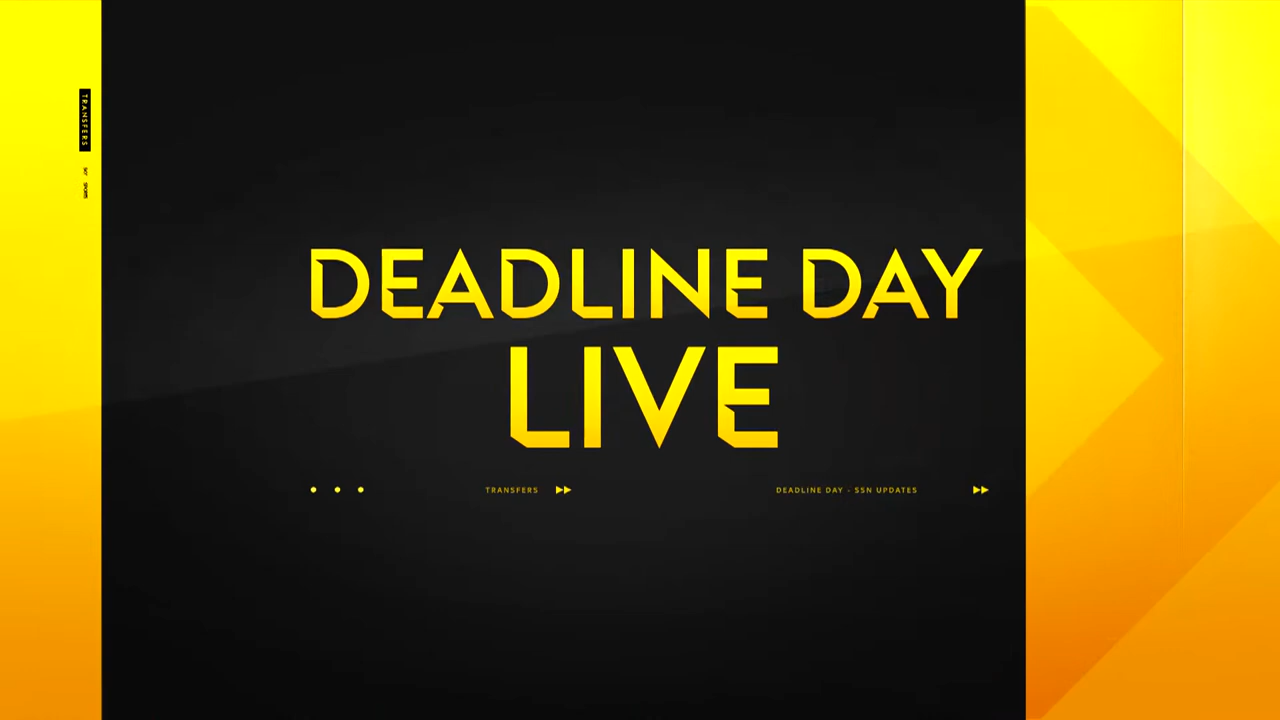 TRANSFERS
DEADLINE DAY
LIVE
TRANSFERS
DEADLINE DAY - SSN UPDATES